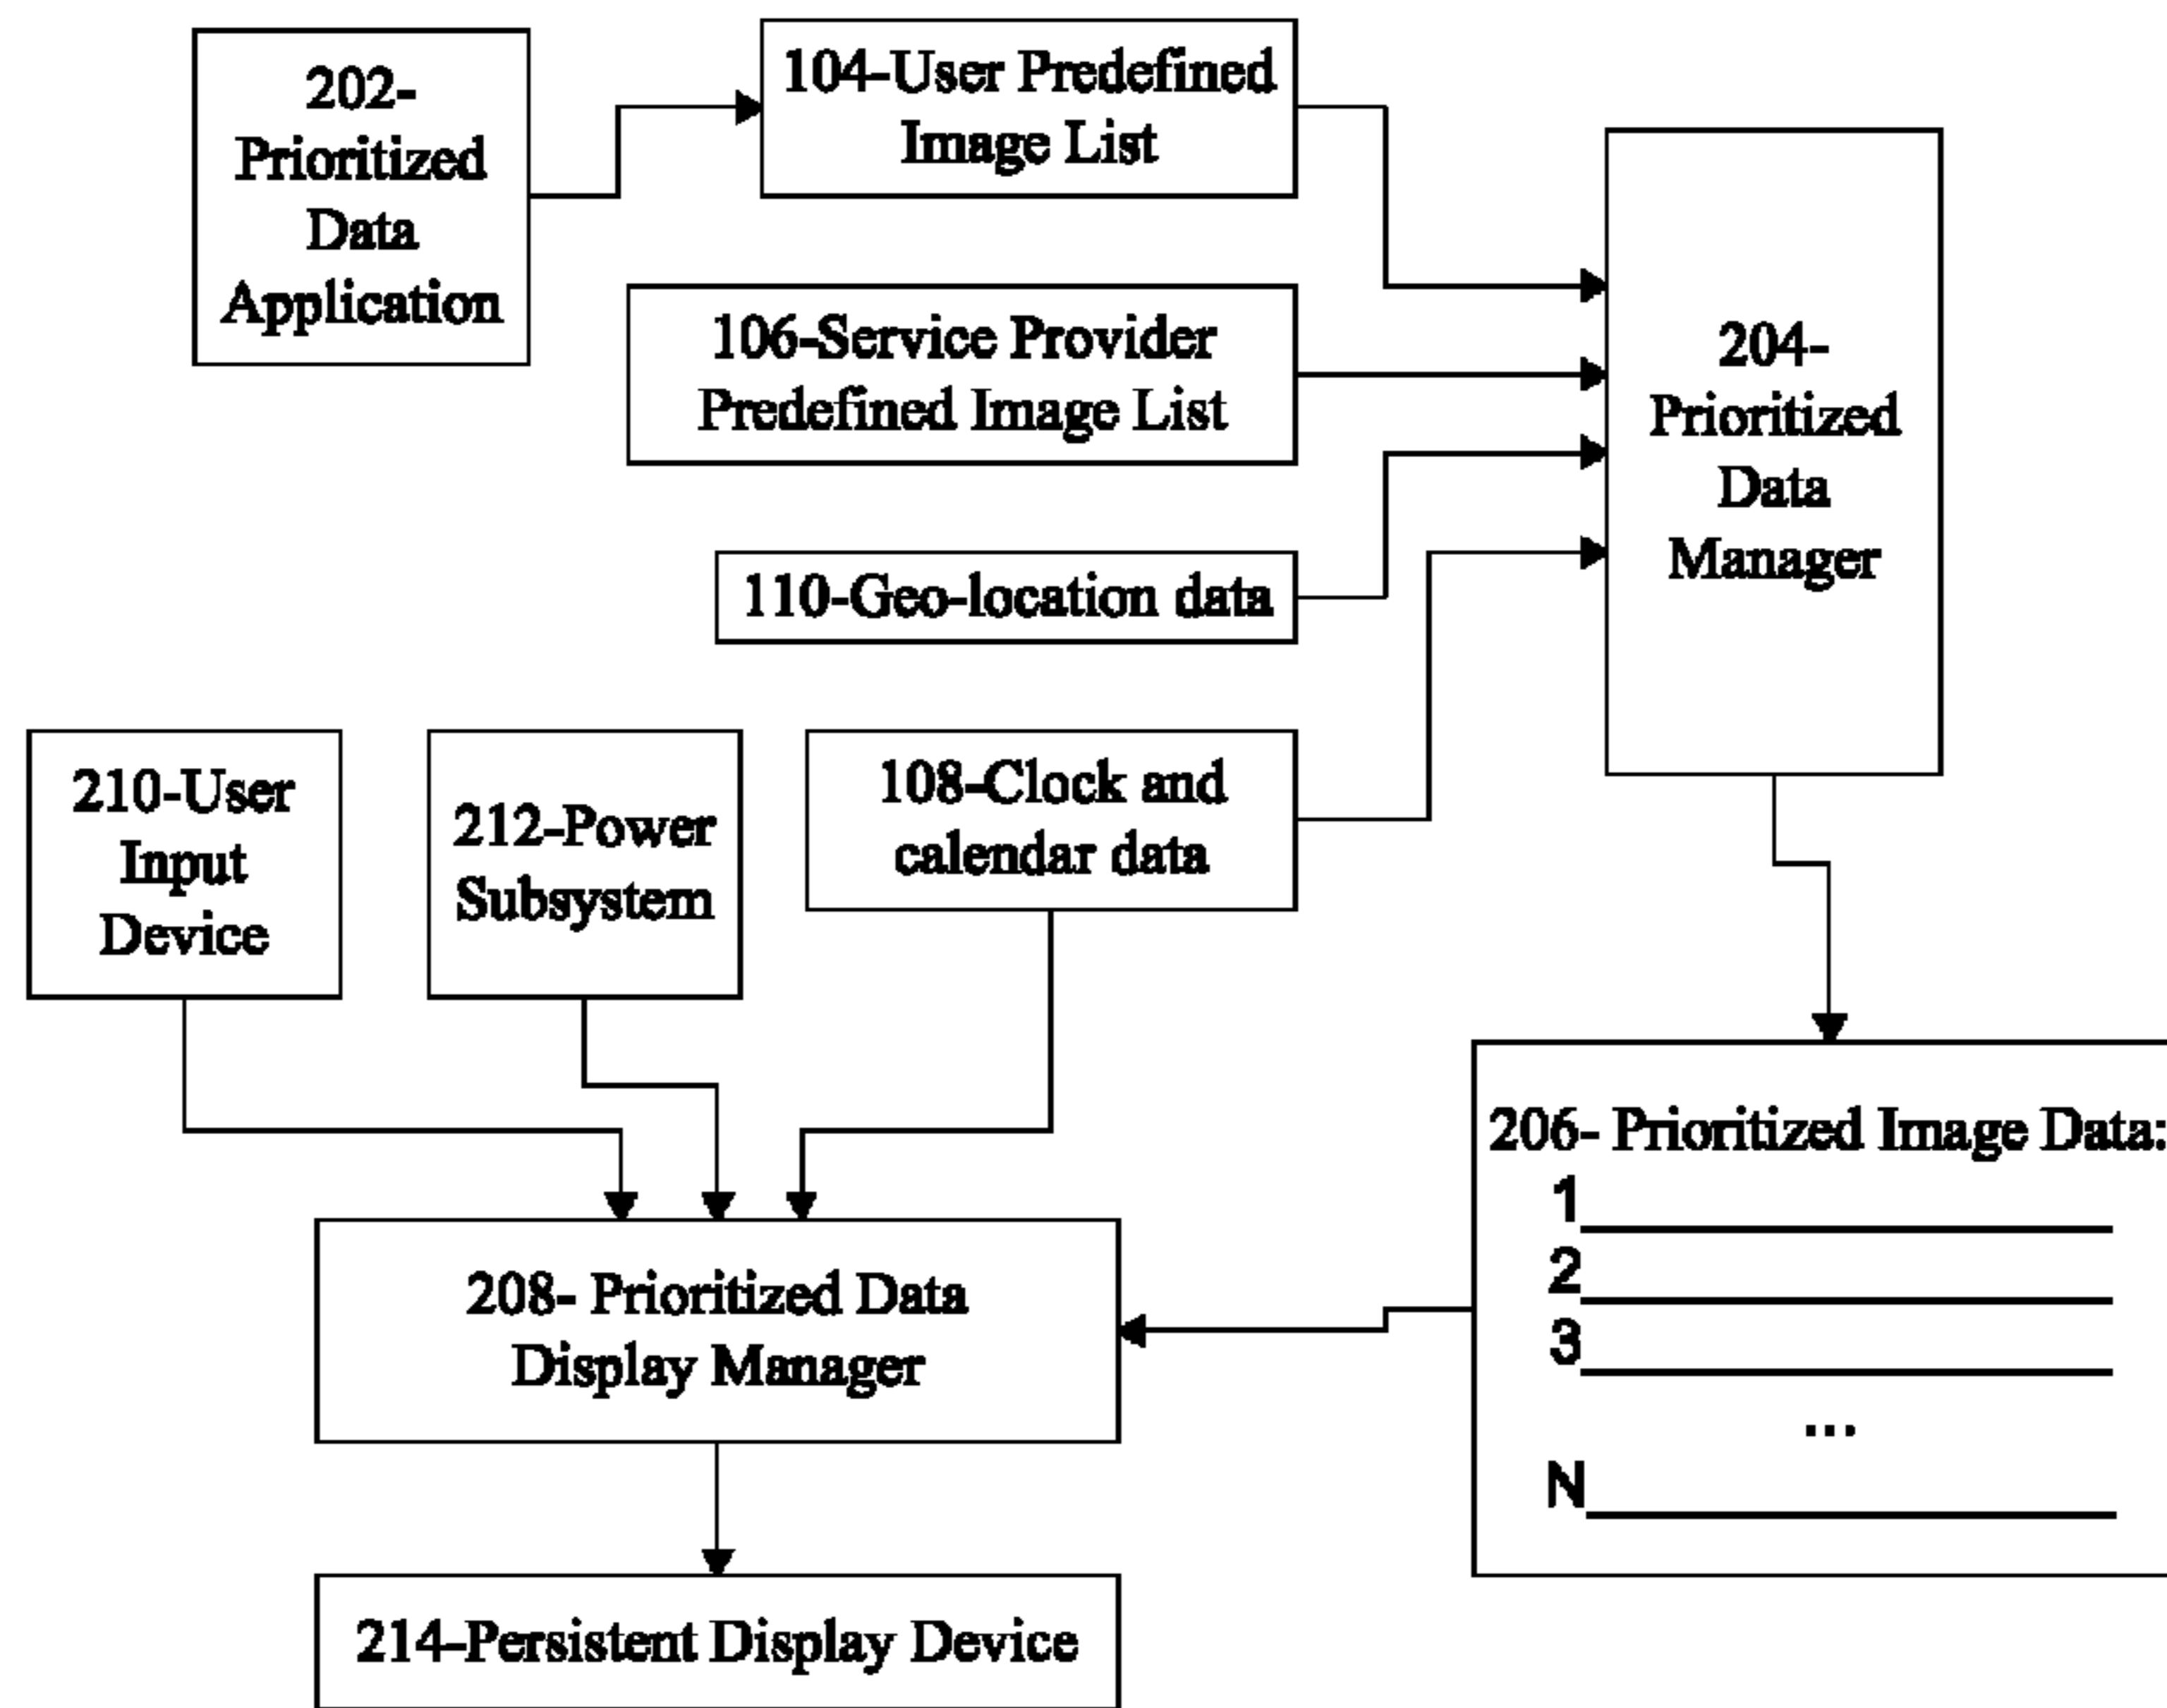 202-
Prioritized
Data
Application
104-User Predefined
Image List
106-Service Provider
Predefined Image List
110-Geo-location data
204-
Prioritized
Data
Manager
210-User
Input
Device
212-Power
Subsystem
108-Clock and
calendar data
206- Prioritized Image Data:
1
2
3
...
N
208- Prioritized Data
Display Manager
214-Persistent Display Device